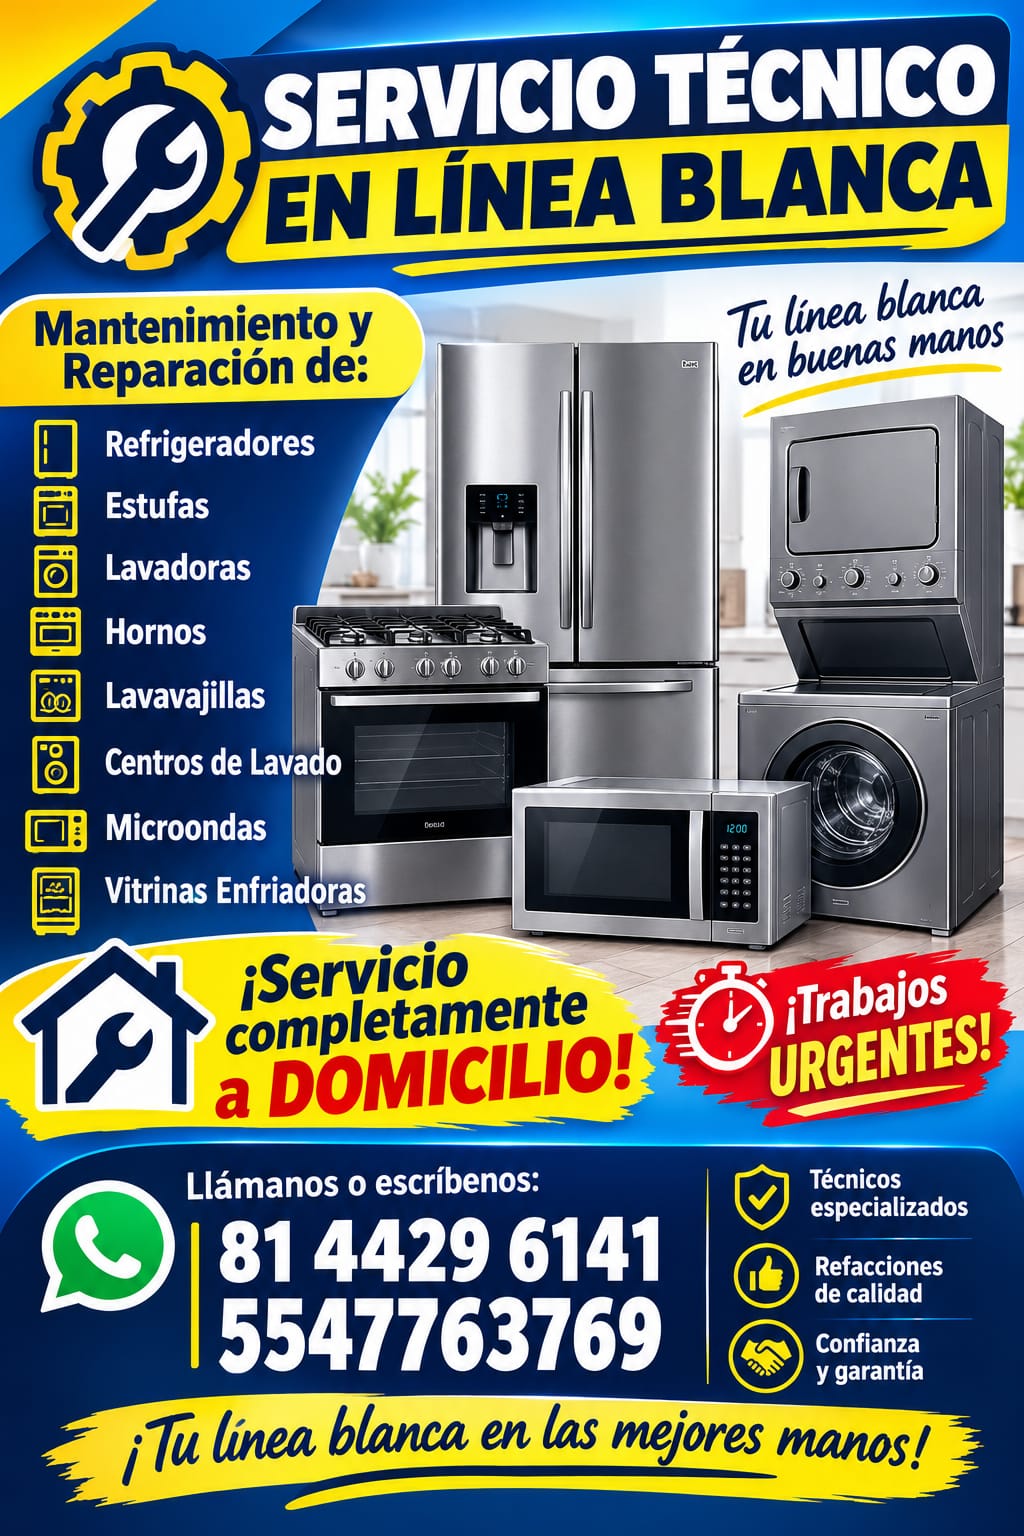 SERVICIO TÉCNICO
EN LÍNEA BLANCA
Tu línea blanca
en buenas manos
Mantenimiento y
Reparación de:
Refrigeradores
Estufas
Lavadoras
Hornos
Lavavajillas
Centros de Lavado
Microondas
Vitrinas Enfriadoras
12:00
¡Servicio
completamente
a DOMICILIO!
¡Trabajos
URGENTES!
Llámanos o escríbenos:
81 4429 6141
5547763769
Técnicos
especializados
Refacciones
de calidad
Confianza
y garantía
¡Tu línea blanca en las mejores manos!